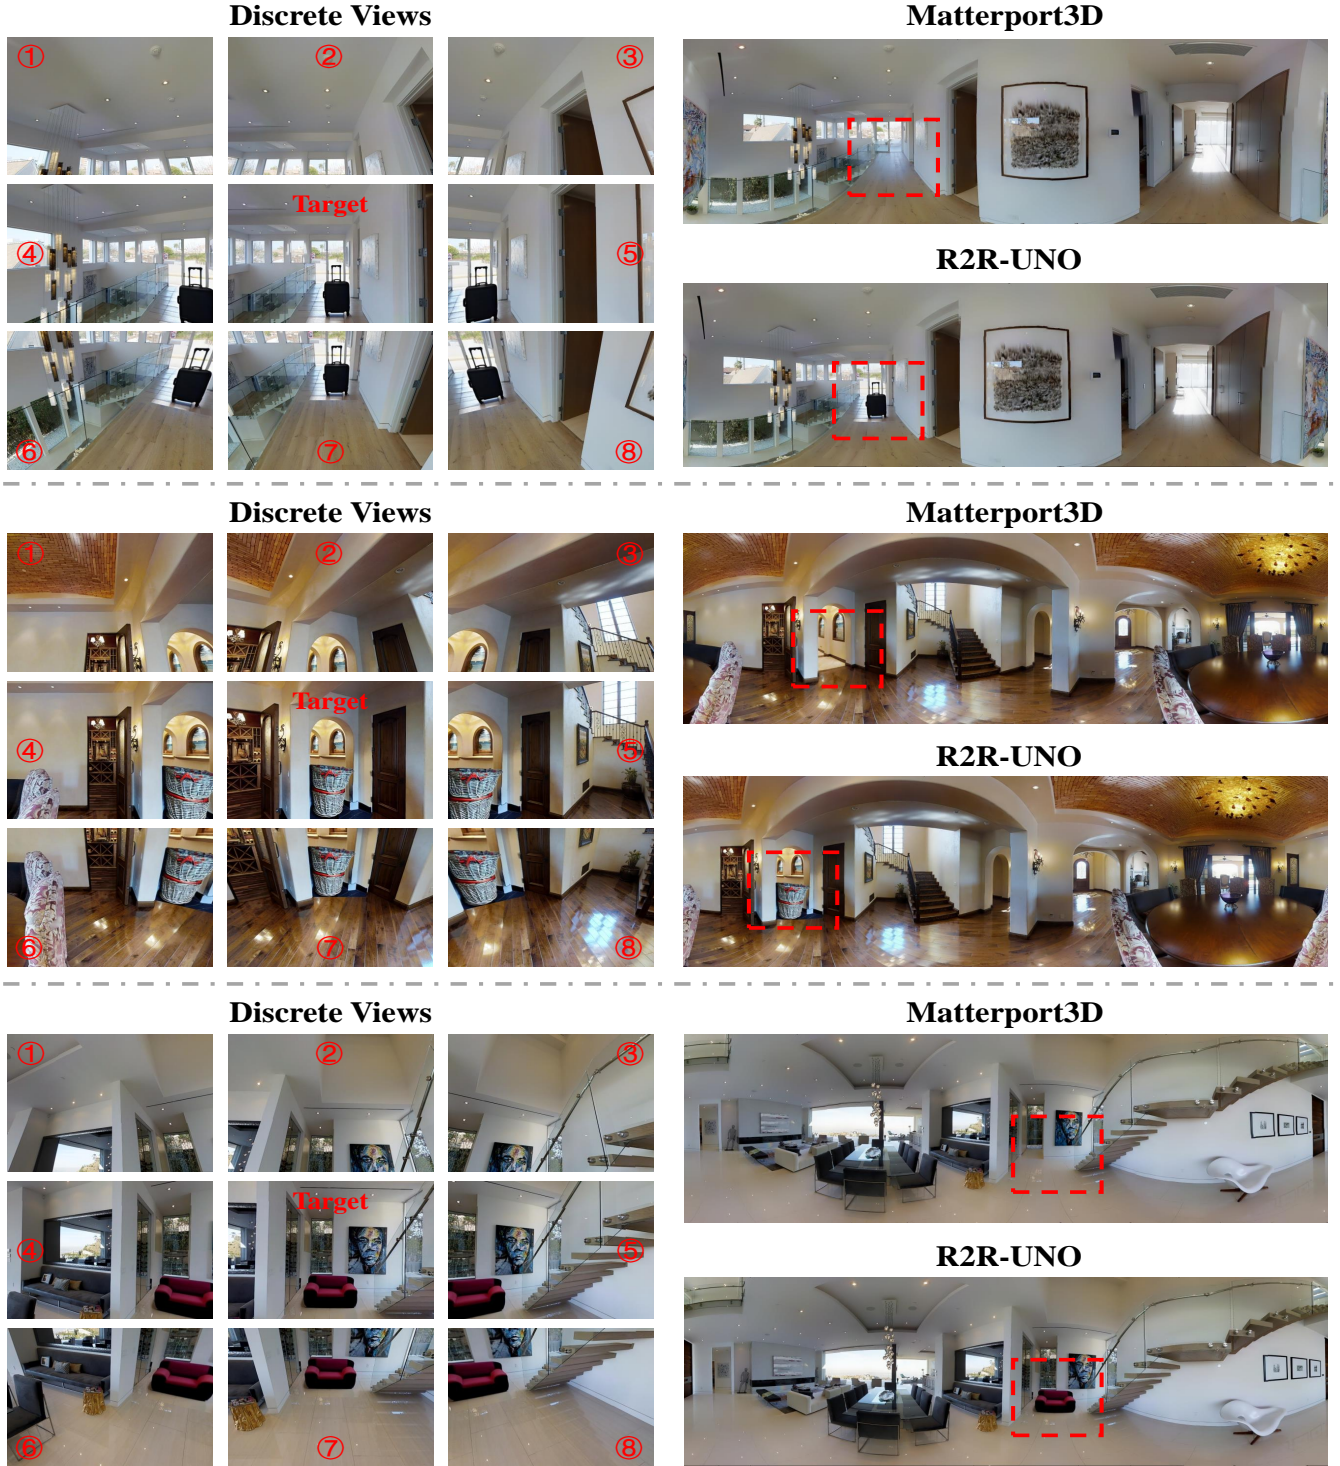 Discrete Views
Matterport3D
① ② ③
Target
④ ⑤
R2R-UNO
⑥ ⑦ ⑧
Discrete Views
Matterport3D
① ② ③
Target
④ ⑤
R2R-UNO
⑥ ⑦ ⑧
Discrete Views
Matterport3D
① ② ③
Target
④ ⑤
R2R-UNO
⑥ ⑦ ⑧